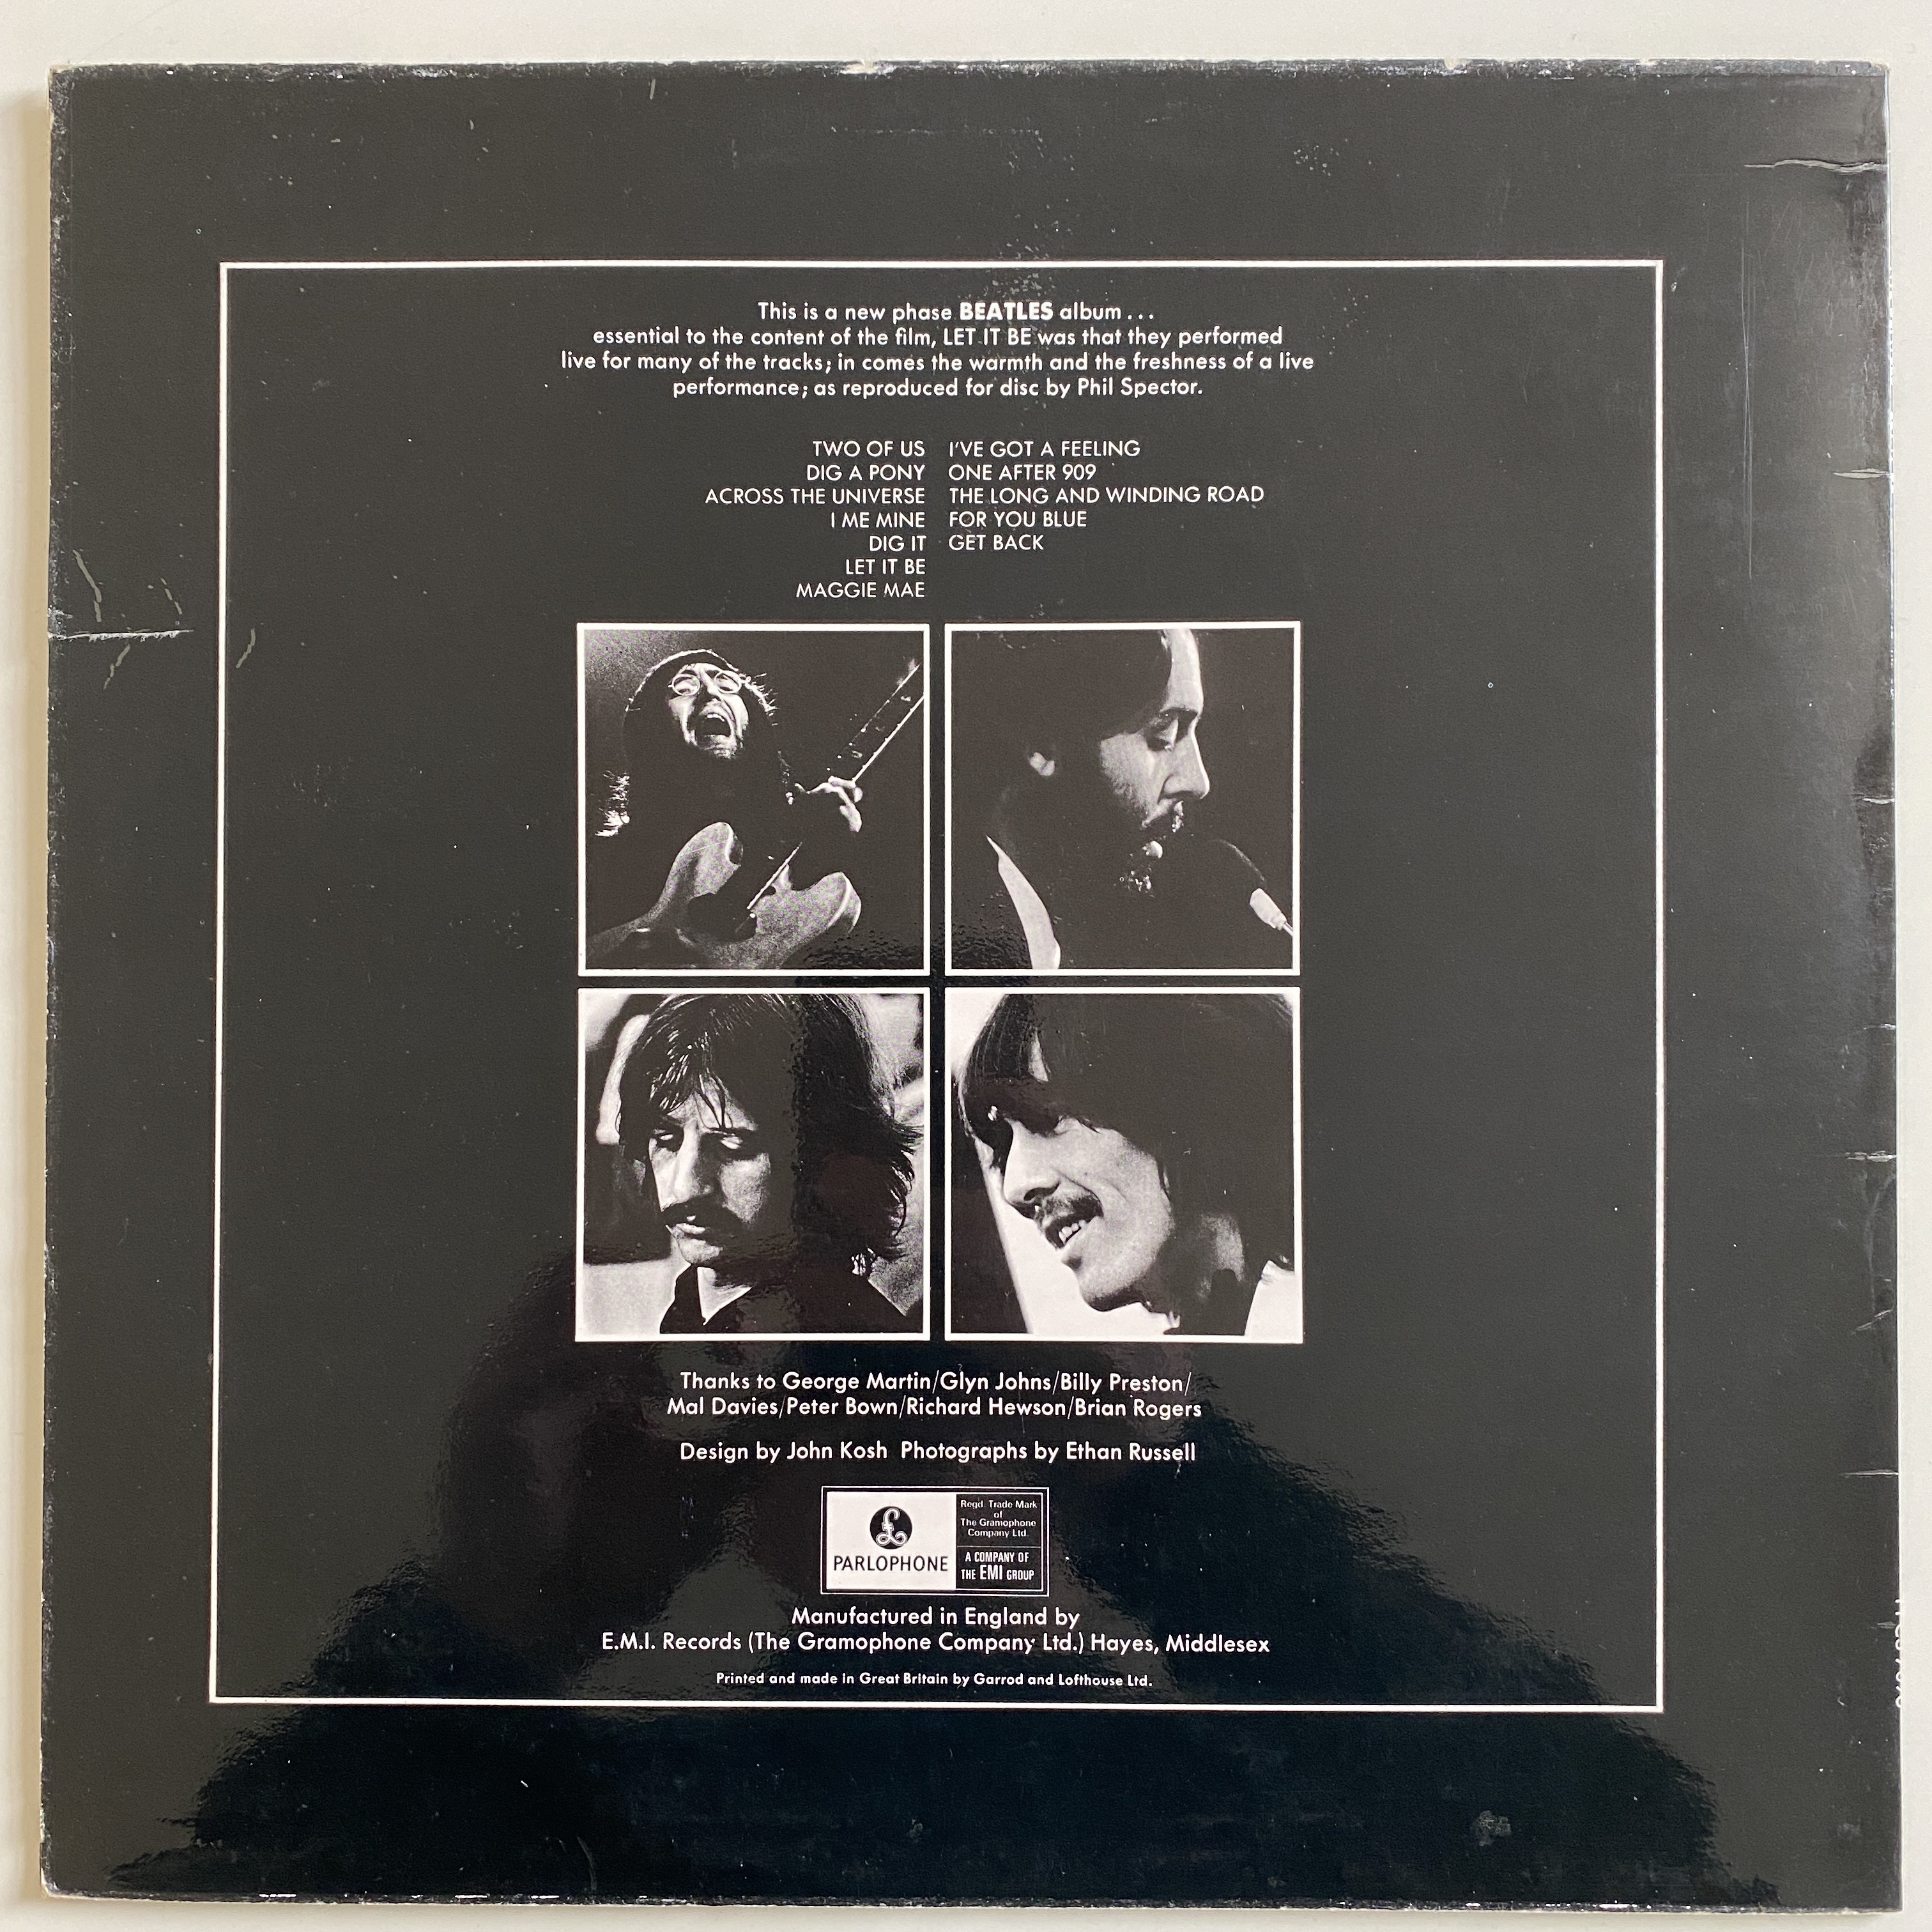 This is a new phase BEATLES album...
essential to the content of the film, LET IT BE was that they performed
live for many of the tracks; in comes the warmth and the freshness of a live
performance; as reproduced for disc by Phil Spector.
TWO OF US
DIG A PONY
ACROSS THE UNIVERSE
I ME MINE
DIG IT
LET IT BE
MAGGIE MAE
I'VE GOT A FEELING
ONE AFTER 909
THE LONG AND WINDING ROAD
FOR YOU BLUE
GET BACK
Thanks to George Martin/Glyn Johns/Billy Preston/
Mal Davies/Peter Bown/Richard Hewson/Brian Rogers
Design by John Kosh Photographs by Ethan Russell
£
PARLOPHONE
Regd. Trade Mark
of
The Gramophone
Company Ltd.
A COMPANY OF
THE EMI GROUP
Manufactured in England by
E.M.I. Records (The Gramophone Company Ltd.) Hayes, Middlesex
Printed and made in Great Britain by Garrod and Lofthouse Ltd.